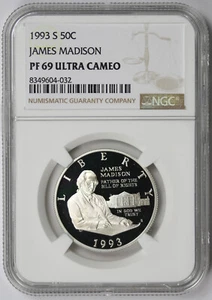 1993 S 50C
JAMES MADISON
PF 69 ULTRA CAMEO
8349604-032
NUMISMATIC GUARANTY COMPANY
NGC
LIBERTY
JAMES
MADISON
FATHER OF THE
BILL OF RIGHTS
IN GOD WE
TRUST
1993